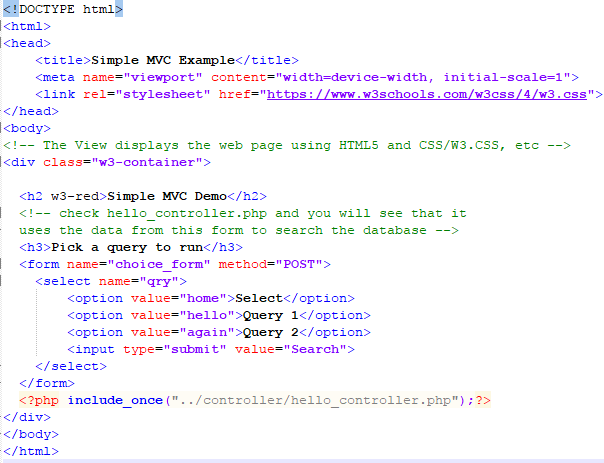 <!DOCTYPE html>
<html>
<head>
    <title>Simple MVC Example</title>
    <meta name="viewport" content="width=device-width, initial-scale=1">
    <link rel="stylesheet" href="https://www.w3schools.com/w3css/4/w3.css">
</head>
<body>
<!-- The View displays the web page using HTML5 and CSS/W3.CSS, etc -->
<div class="w3-container">

  <h2 w3-red>Simple MVC Demo</h2>
  <!-- check hello_controller.php and you will see that it
  uses the data from this form to search the database -->
  <h3>Pick a query to run</h3>
  <form name="choice_form" method="POST">
    <select name="qry">
        <option value="home">Select</option>
        <option value="hello">Query 1</option>
        <option value="again">Query 2</option>
        <input type="submit" value="Search">
    </select>
  </form>
  <?php include_once("../controller/hello_controller.php");?>
</div>
</body>
</html>